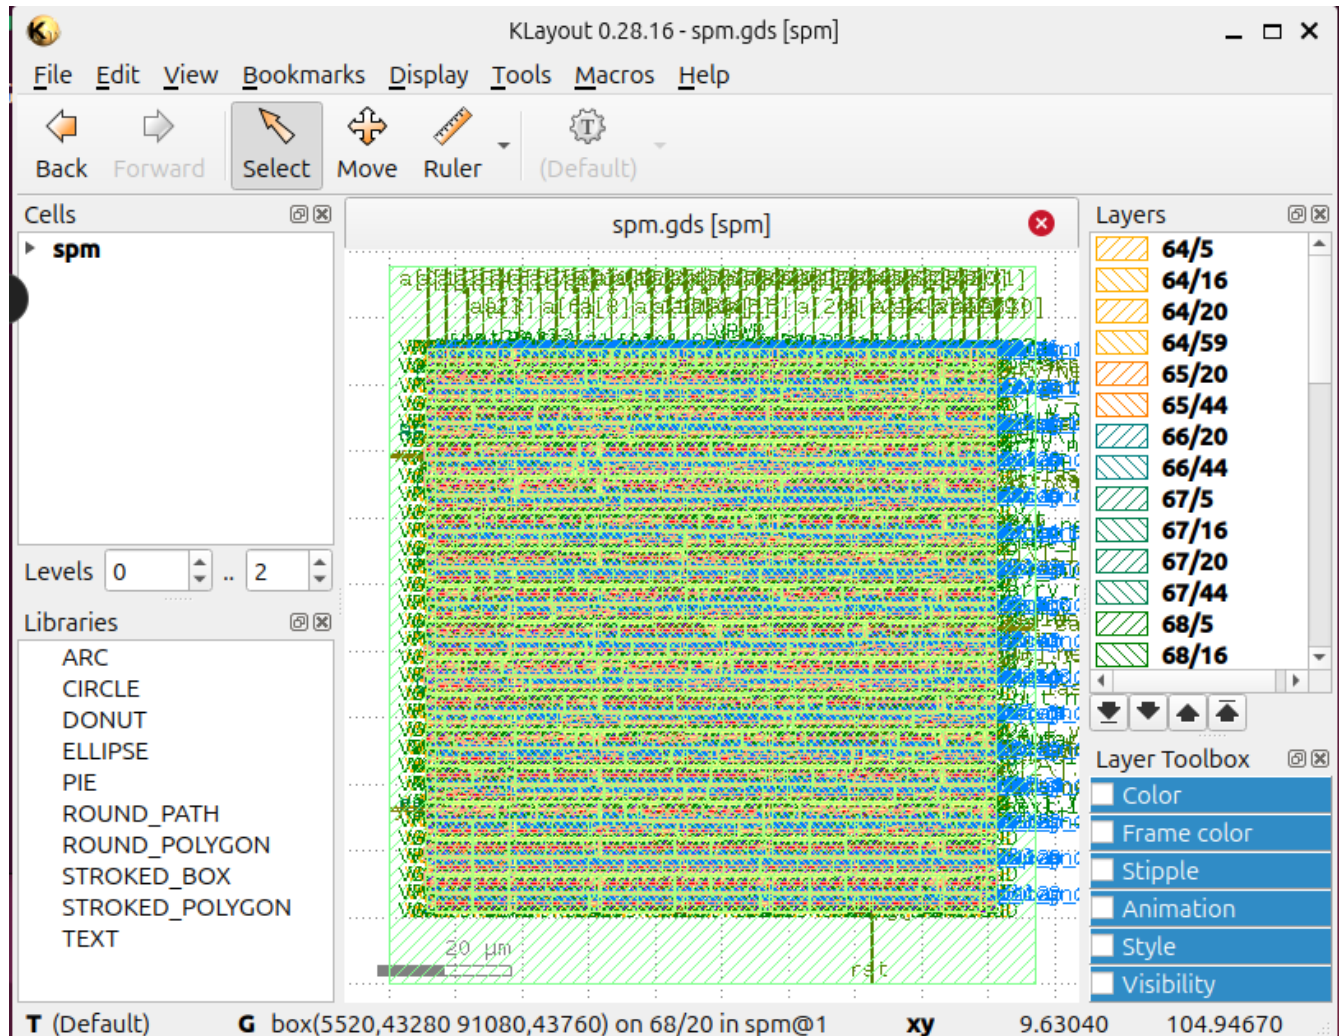 KLayout 0.28.16 - spm.gds [spm]
File Edit View Bookmarks Display Tools Macros Help
Back Forward Select Move Ruler (Default)
Cells
spm
Levels 0 .. 2
Libraries
ARC
CIRCLE
DONUT
ELLIPSE
PIE
ROUND_PATH
ROUND_POLYGON
STROKED_BOX
STROKED_POLYGON
TEXT
spm.gds [spm]
VPWR
20 µm
rst
Layers
64/5
64/16
64/20
64/59
65/20
65/44
66/20
66/44
67/5
67/16
67/20
67/44
68/5
68/16
Layer Toolbox
Color
Frame color
Stipple
Animation
Style
Visibility
T (Default) G box(5520,43280 91080,43760) on 68/20 in spm@1 xy 9.63040 104.94670